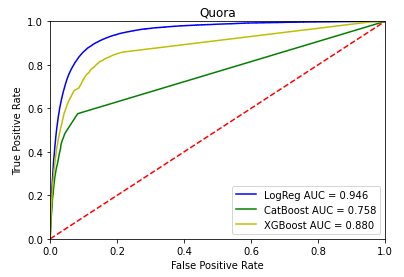 Quora
True Positive Rate
1.0
0.8
0.6
0.4
0.2
0.0
LogReg AUC = 0.946
CatBoost AUC = 0.758
XGBoost AUC = 0.880
0.0 0.2 0.4 0.6 0.8 1.0
False Positive Rate